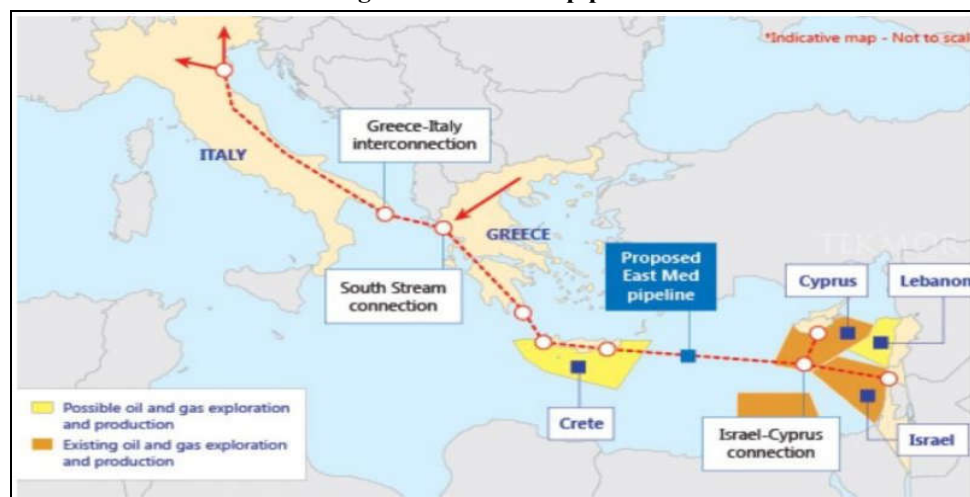 *Indicative map - Not to scal
Greece-Italy
interconnection
ITALY
GREECE
South Stream
connection
Proposed
East Med
pipeline
Cyprus
Lebanon
Crete
Israel-Cyprus
connection
Israel
Possible oil and gas exploration
and production
Existing oil and gas exploration
and production